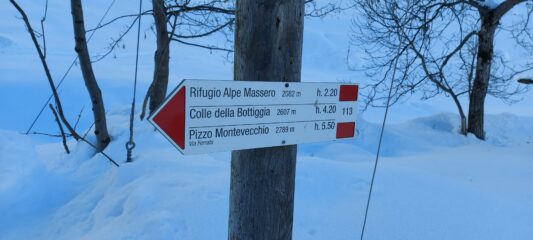 Rifugio Alpe Massero 2082 m h. 2.20
Colle della Bottiggia 2607 m h. 4.20 113
Pizzo Montevecchio 2789 m h. 5.50
Via Ferrata